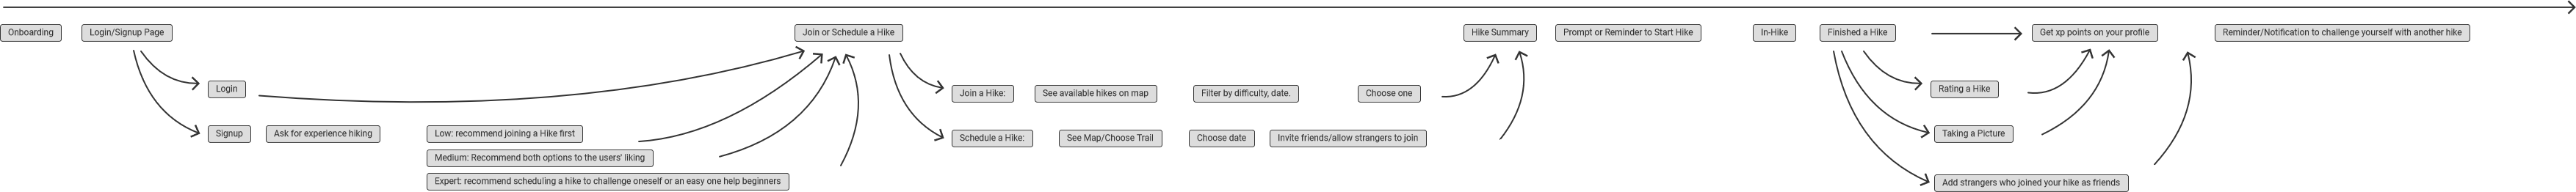 Onboarding
Login/Signup Page
Join or Schedule a Hike
Hike Summary
Prompt or Reminder to Start Hike
In-Hike
Finished a Hike
Get xp points on your profile
Reminder/Notification to challenge yourself with another hike
Login
Join a Hike:
See available hikes on map
Filter by difficulty, date.
Choose one
Rating a Hike
Signup
Ask for experience hiking
Low: recommend joining a Hike first
Schedule a Hike:
See Map/Choose Trail
Choose date
Invite friends/allow strangers to join
Taking a Picture
Medium: Recommend both options to the users' liking
Expert: recommend scheduling a hike to challenge oneself or an easy one help beginners
Add strangers who joined your hike as friends